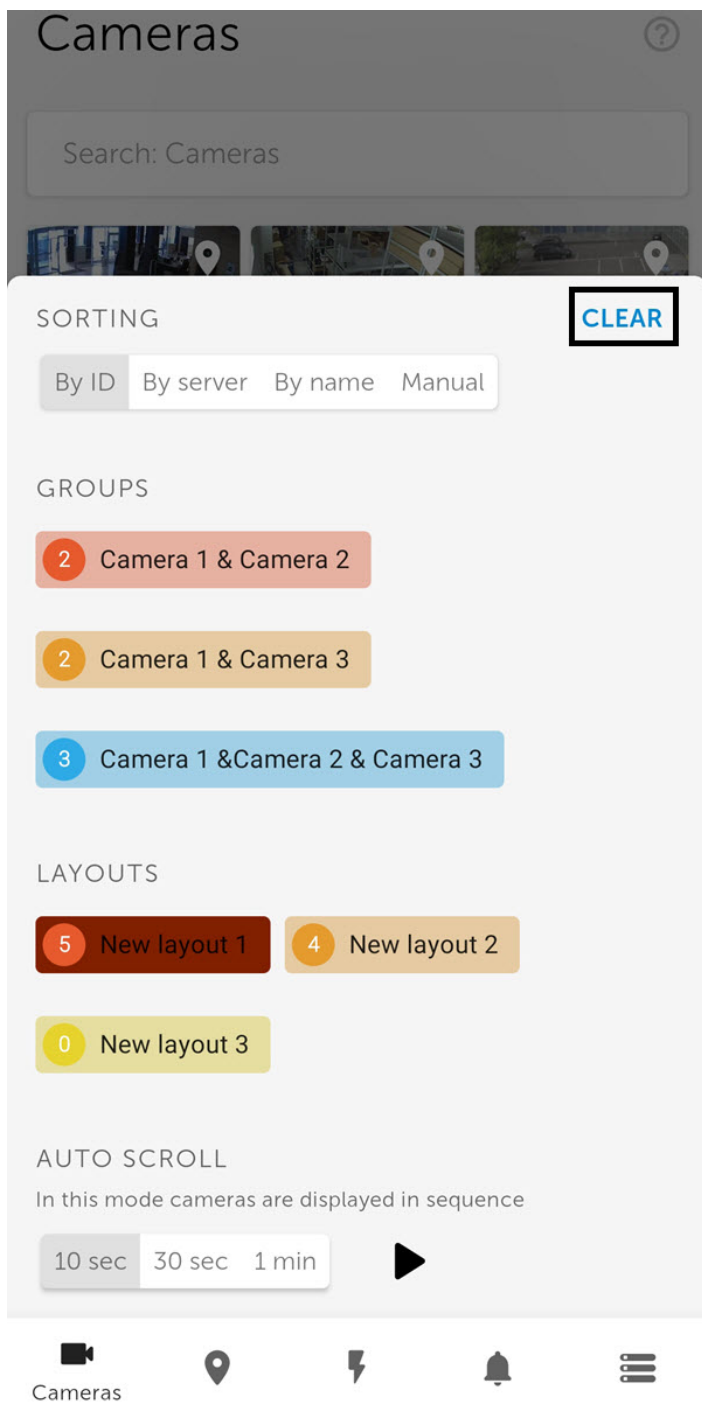 Cameras
?
Search: Cameras
SORTING
CLEAR
By ID By server By name Manual
GROUPS
2 Camera 1 & Camera 2
2 Camera 1 & Camera 3
3 Camera 1 &Camera 2 & Camera 3
LAYOUTS
5 New layout 1 4 New layout 2
0 New layout 3
AUTO SCROLL
In this mode cameras are displayed in sequence
10 sec 30 sec 1 min
Cameras